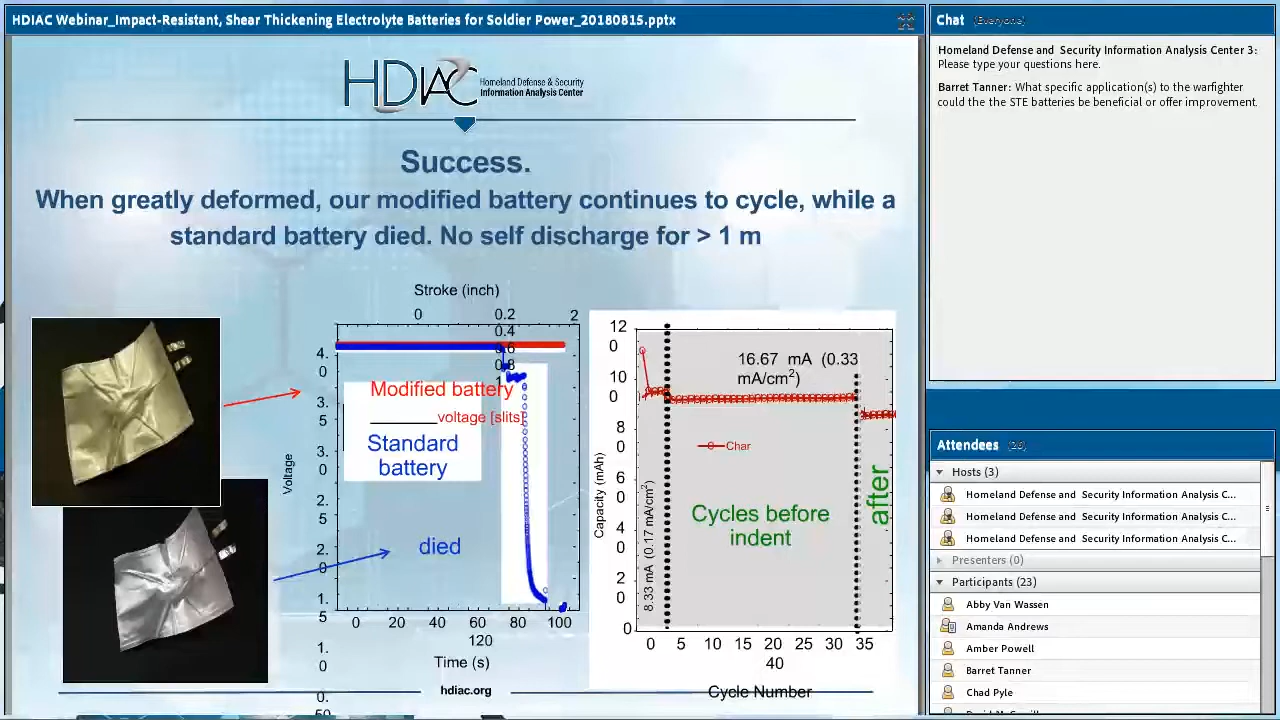 HDIAC Webinar_Impact-Resistant, Shear Thickening Electrolyte Batteries for Soldier Power_20180815.pptx
HDIAC
Homeland Defense & Security
Information Analysis Center
Success.
When greatly deformed, our modified battery continues to cycle, while a
standard battery died. No self discharge for > 1 m
Stroke (inch)
0 0.2 2
0.4
0.6
0.8
1
4.
0
3.
5
3.
0
2.
5
2.
0
1.
5
1.
0
0.
50
Voltage
Modified battery
voltage [slits]
Standard
battery
died
0 20 40 60 80 100
120
Time (s)
12
0
10
0
8
0
6
0
4
0
2
0
0
Capacity (mAh)
8.33 mA (0.17 mA/cm2)
16.67 mA (0.33
mA/cm2)
Char
Cycles before
indent
after
0 5 10 15 20 25 30 35
40
Cycle Number
hdiac.org
Chat (Everyone)
Homeland Defense and Security Information Analysis Center 3:
Please type your questions here.
Barret Tanner: What specific application(s) to the warfighter
could the the STE batteries be beneficial or offer improvement.
Attendees (26)
Hosts (3)
Homeland Defense and Security Information Analysis C...
Homeland Defense and Security Information Analysis C...
Homeland Defense and Security Information Analysis C...
Presenters (0)
Participants (23)
Abby Van Wassen
Amanda Andrews
Amber Powell
Barret Tanner
Chad Pyle